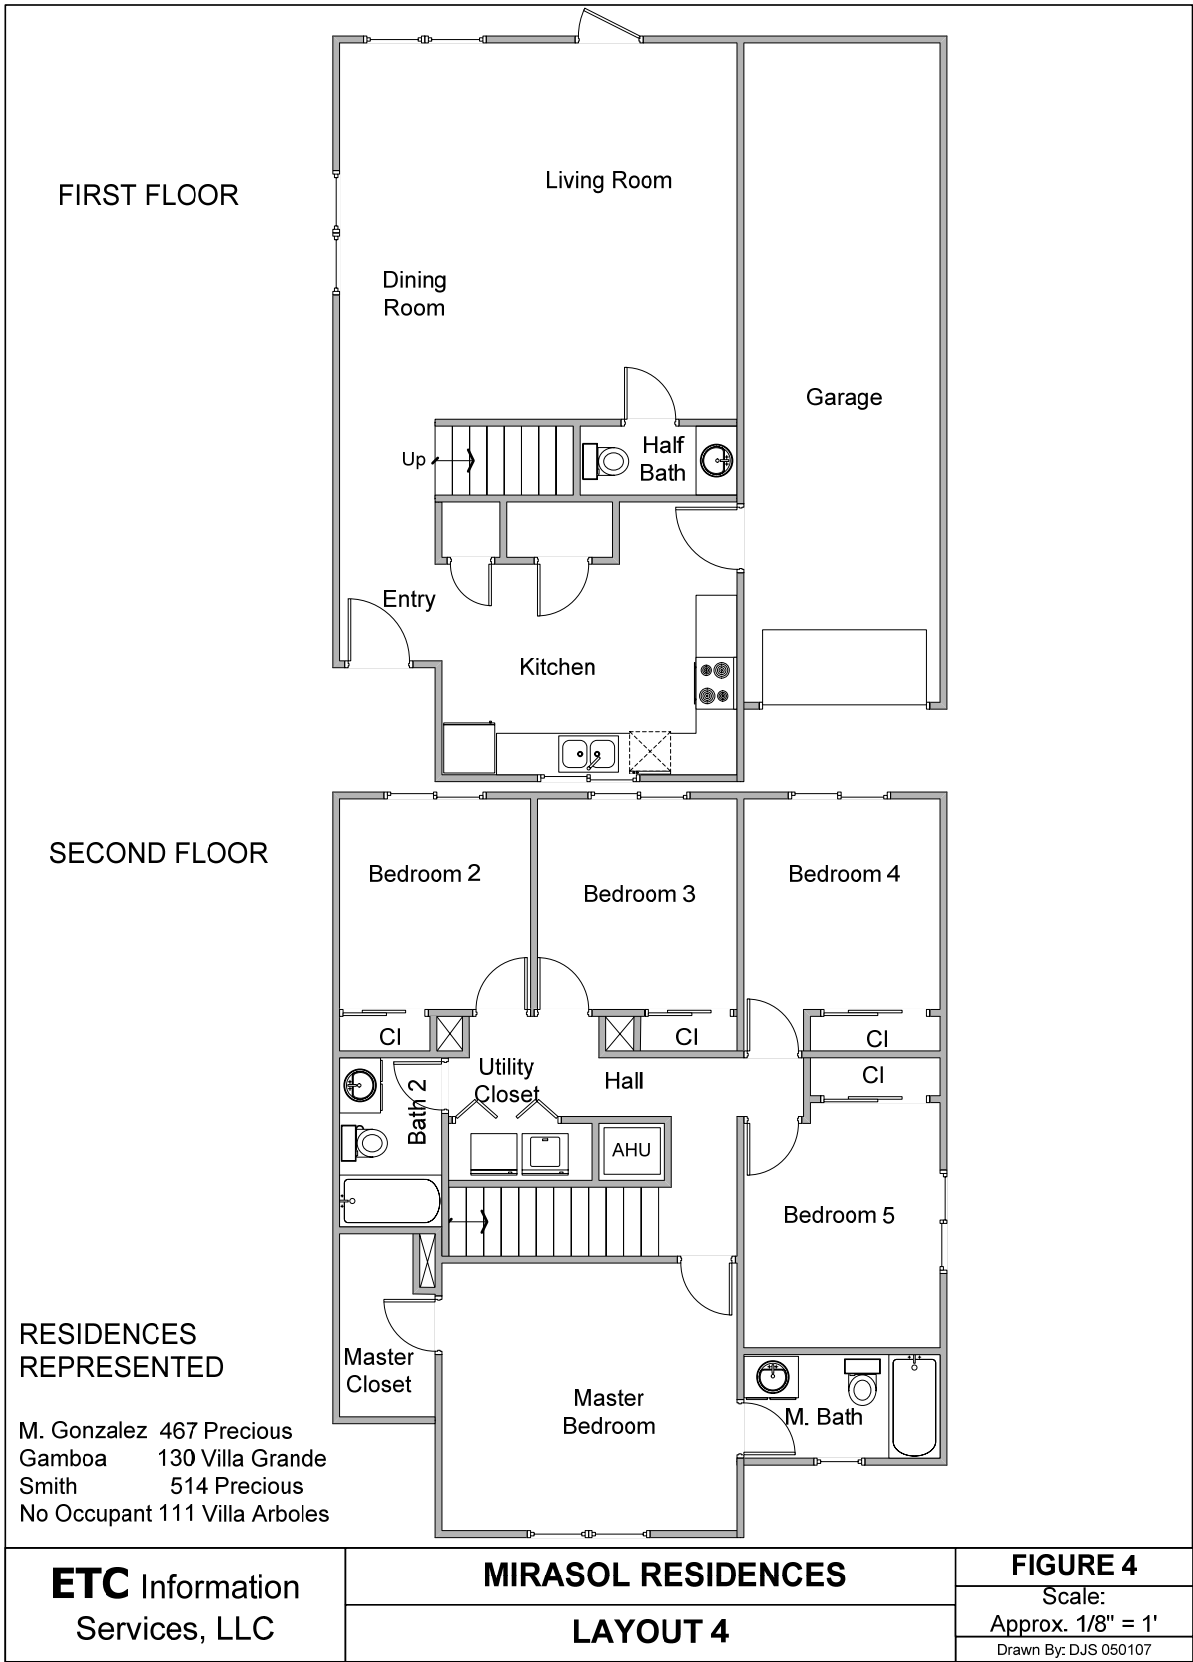 FIRST FLOOR
Living Room
Dining
Room
Garage
Half
Bath
Up
Entry
Kitchen
SECOND FLOOR
Bedroom 2
Bedroom 3
Bedroom 4
Cl
Cl
Cl
Utility
Closet
Hall
Cl
Bath 2
AHU
Bedroom 5
Master
Closet
Master
Bedroom
M. Bath
RESIDENCES
REPRESENTED
M. Gonzalez 467 Precious
Gamboa 130 Villa Grande
Smith 514 Precious
No Occupant 111 Villa Arboles
ETC Information
Services, LLC
MIRASOL RESIDENCES
LAYOUT 4
FIGURE 4
Scale:
Approx. 1/8" = 1'
Drawn By: DJS 050107